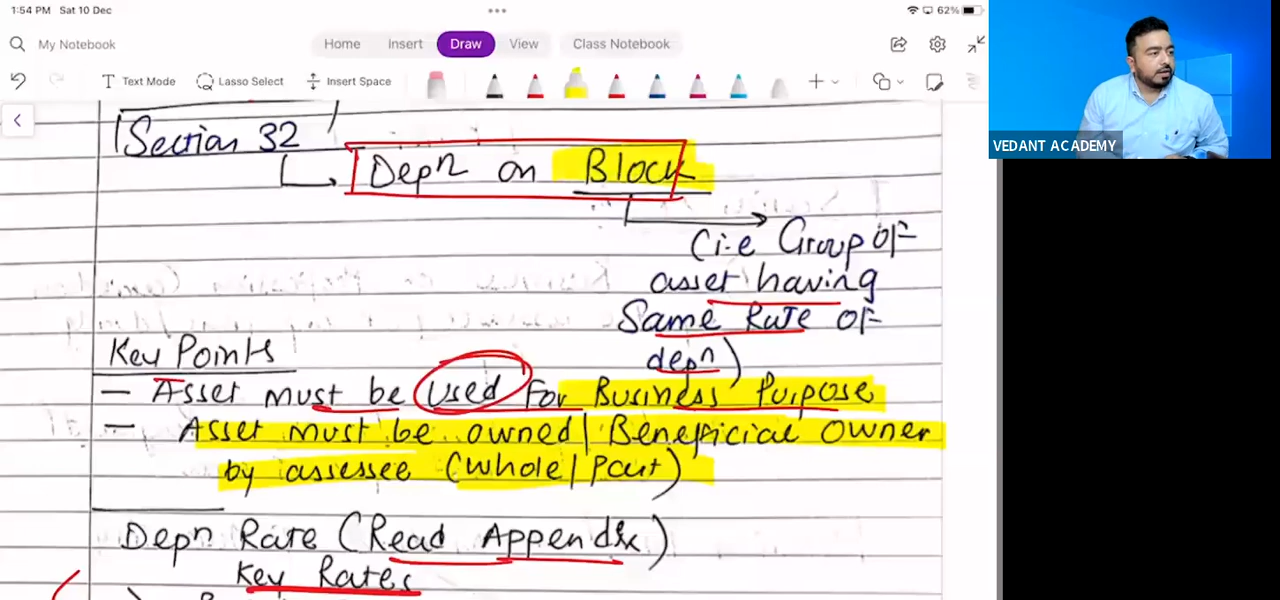 1:54 PM Sat 10 Dec
62%
My Notebook
Home Insert Draw View Class Notebook
Text Mode Lasso Select Insert Space
VEDANT ACADEMY
Section 32
Depn on Block
(i.e Group of
asset having
Same Rate of
depn)
Key Points
— Asset must be used for Business Purpose
— Asset must be owned | Beneficial Owner
by assessee (whole | Part)
Depn Rate (Read Appendix)
Key Rates